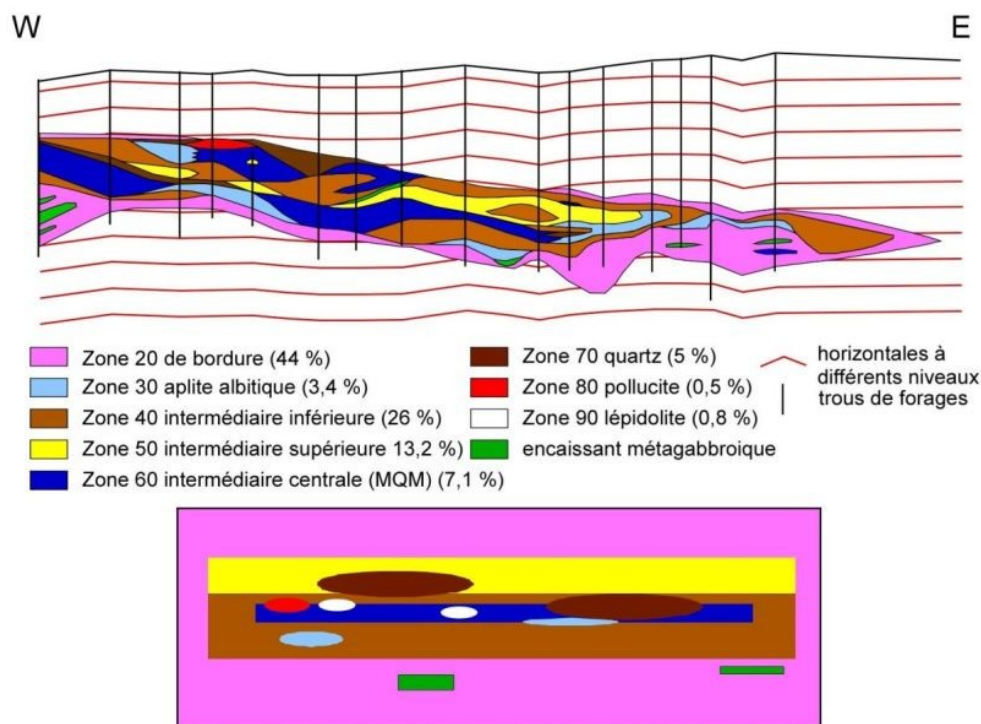 W
E
Zone 20 de bordure (44 %)
Zone 30 aplite albitique (3,4 %)
Zone 40 intermédiaire inférieure (26 %)
Zone 50 intermédiaire supérieure 13,2 %)
Zone 60 intermédiaire centrale (MQM) (7,1 %)
Zone 70 quartz (5 %)
Zone 80 pollucite (0,5 %)
Zone 90 lépidolite (0,8 %)
encaissant métagabbroique
horizontales à
différents niveaux
trous de forages